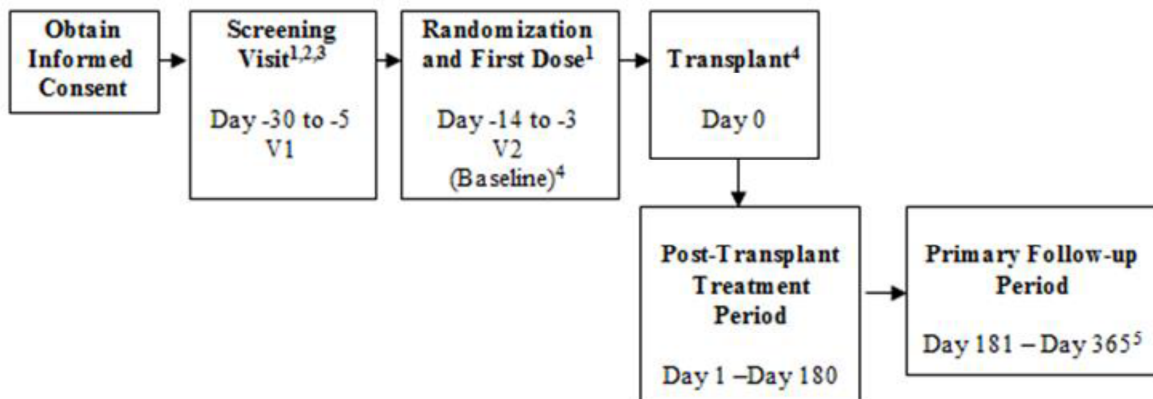 Obtain
Informed
Consent
Screening
Visit1,2,3
Day -30 to -5
V1
Randomization
and First Dose1
Day -14 to -3
V2
(Baseline)4
Transplant4
Day 0
Post-Transplant
Treatment
Period
Day 1 –Day 180
Primary Follow-up
Period
Day 181 – Day 3655